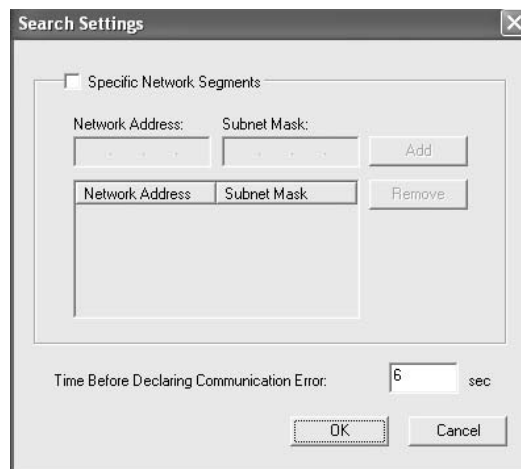 Search Settings
Specific Network Segments
Network Address: Subnet Mask:
Add
Network Address Subnet Mask
Remove
Time Before Declaring Communication Error: 6 sec
OK Cancel